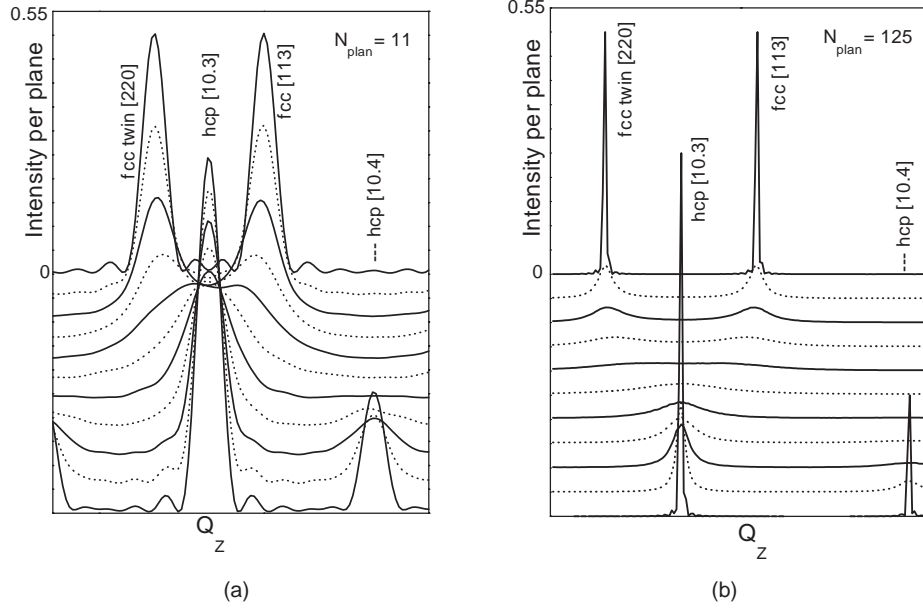 0.55
N plan = 11
fcc twin [220]
hcp [10.3]
fcc [113]
hcp [10.4]
Intensity per plane
0
Q Z
(a)
0.55
N plan = 125
fcc twin [220]
hcp [10.3]
fcc [113]
hcp [10.4]
Intensity per plane
0
Q Z
(b)